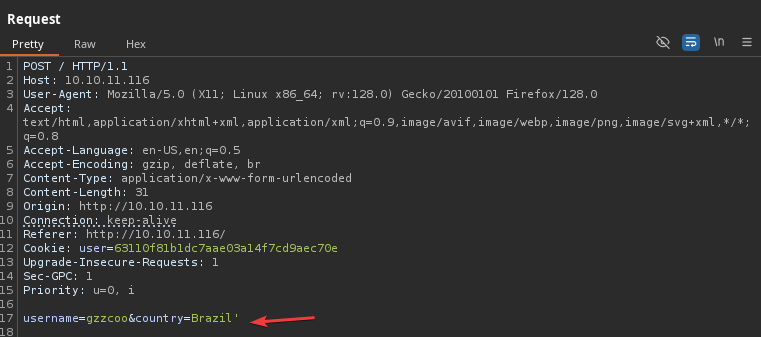 Request
Pretty Raw Hex
\n
1 POST / HTTP/1.1
2 Host: 10.10.11.116
3 User-Agent: Mozilla/5.0 (X11; Linux x86_64; rv:128.0) Gecko/20100101 Firefox/128.0
4 Accept:
text/html,application/xhtml+xml,application/xml;q=0.9,image/avif,image/webp,image/png,image/svg+xml,*/*;
q=0.8
5 Accept-Language: en-US,en;q=0.5
6 Accept-Encoding: gzip, deflate, br
7 Content-Type: application/x-www-form-urlencoded
8 Content-Length: 31
9 Origin: http://10.10.11.116
10 Connection: keep-alive
11 Referer: http://10.10.11.116/
12 Cookie: user=63110f81b1dc7aae03a14f7cd9aec70e
13 Upgrade-Insecure-Requests: 1
14 Sec-GPC: 1
15 Priority: u=0, i
16
17 username=gzzcoo&country=Brazil'
18